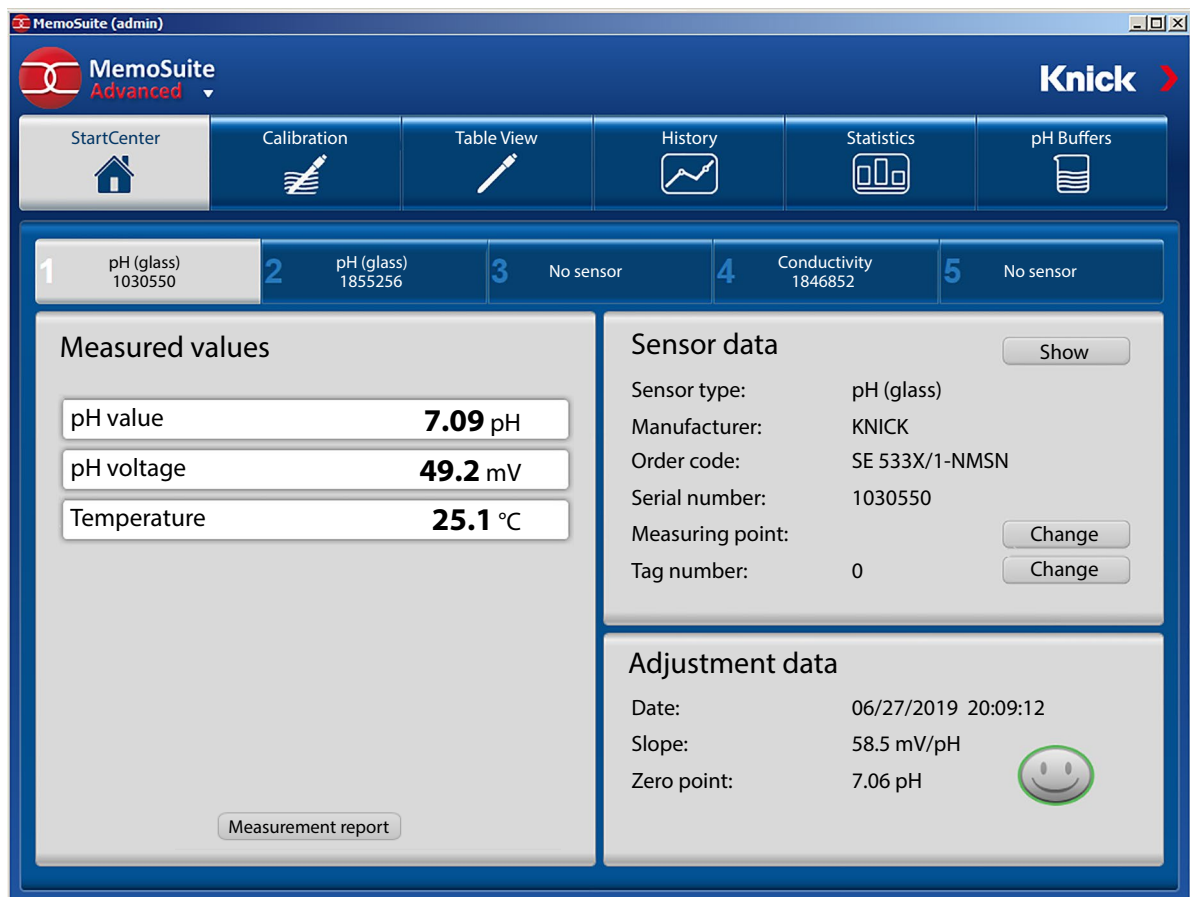 MemoSuite (admin)
MemoSuite
Advanced
Knick
StartCenter
Calibration
Table View
History
Statistics
pH Buffers
1 pH (glass)
1030550
2 pH (glass)
1855256
3 No sensor
4 Conductivity
1846852
5 No sensor
Measured values
pH value 7.09 pH
pH voltage 49.2 mV
Temperature 25.1 °C
Measurement report
Sensor data Show
Sensor type: pH (glass)
Manufacturer: KNICK
Order code: SE 533X/1-NMSN
Serial number: 1030550
Measuring point: Change
Tag number: 0 Change
Adjustment data
Date: 06/27/2019 20:09:12
Slope: 58.5 mV/pH
Zero point: 7.06 pH